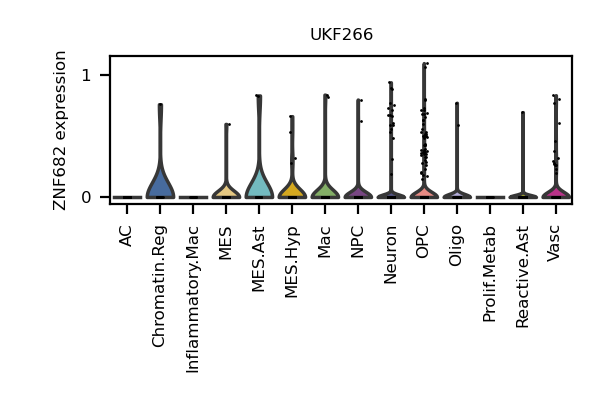 UKF266
ZNF682 expression
1
0
AC
Chromatin.Reg
Inflammatory.Mac
MES
MES.Ast
MES.Hyp
Mac
NPC
Neuron
OPC
Oligo
Prolif.Metab
Reactive.Ast
Vasc